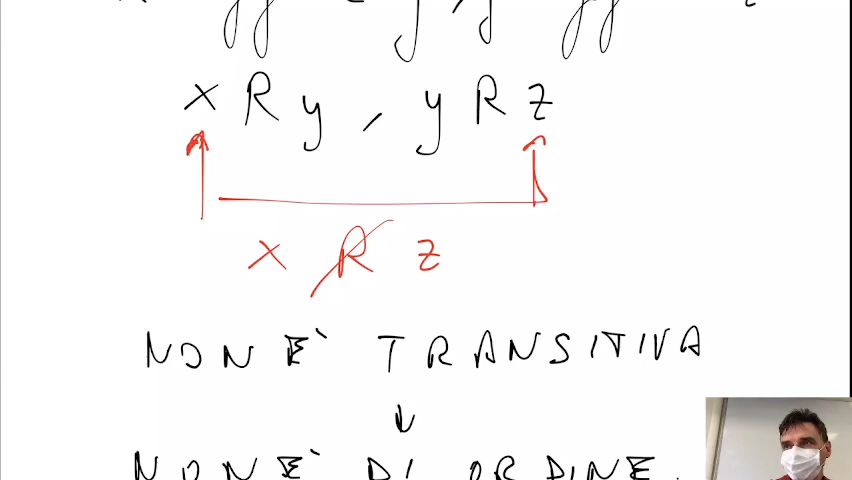 x R y , y R z
x R̸ z
NON È TRANSITIVA
↓
NON È DI ORDINE.